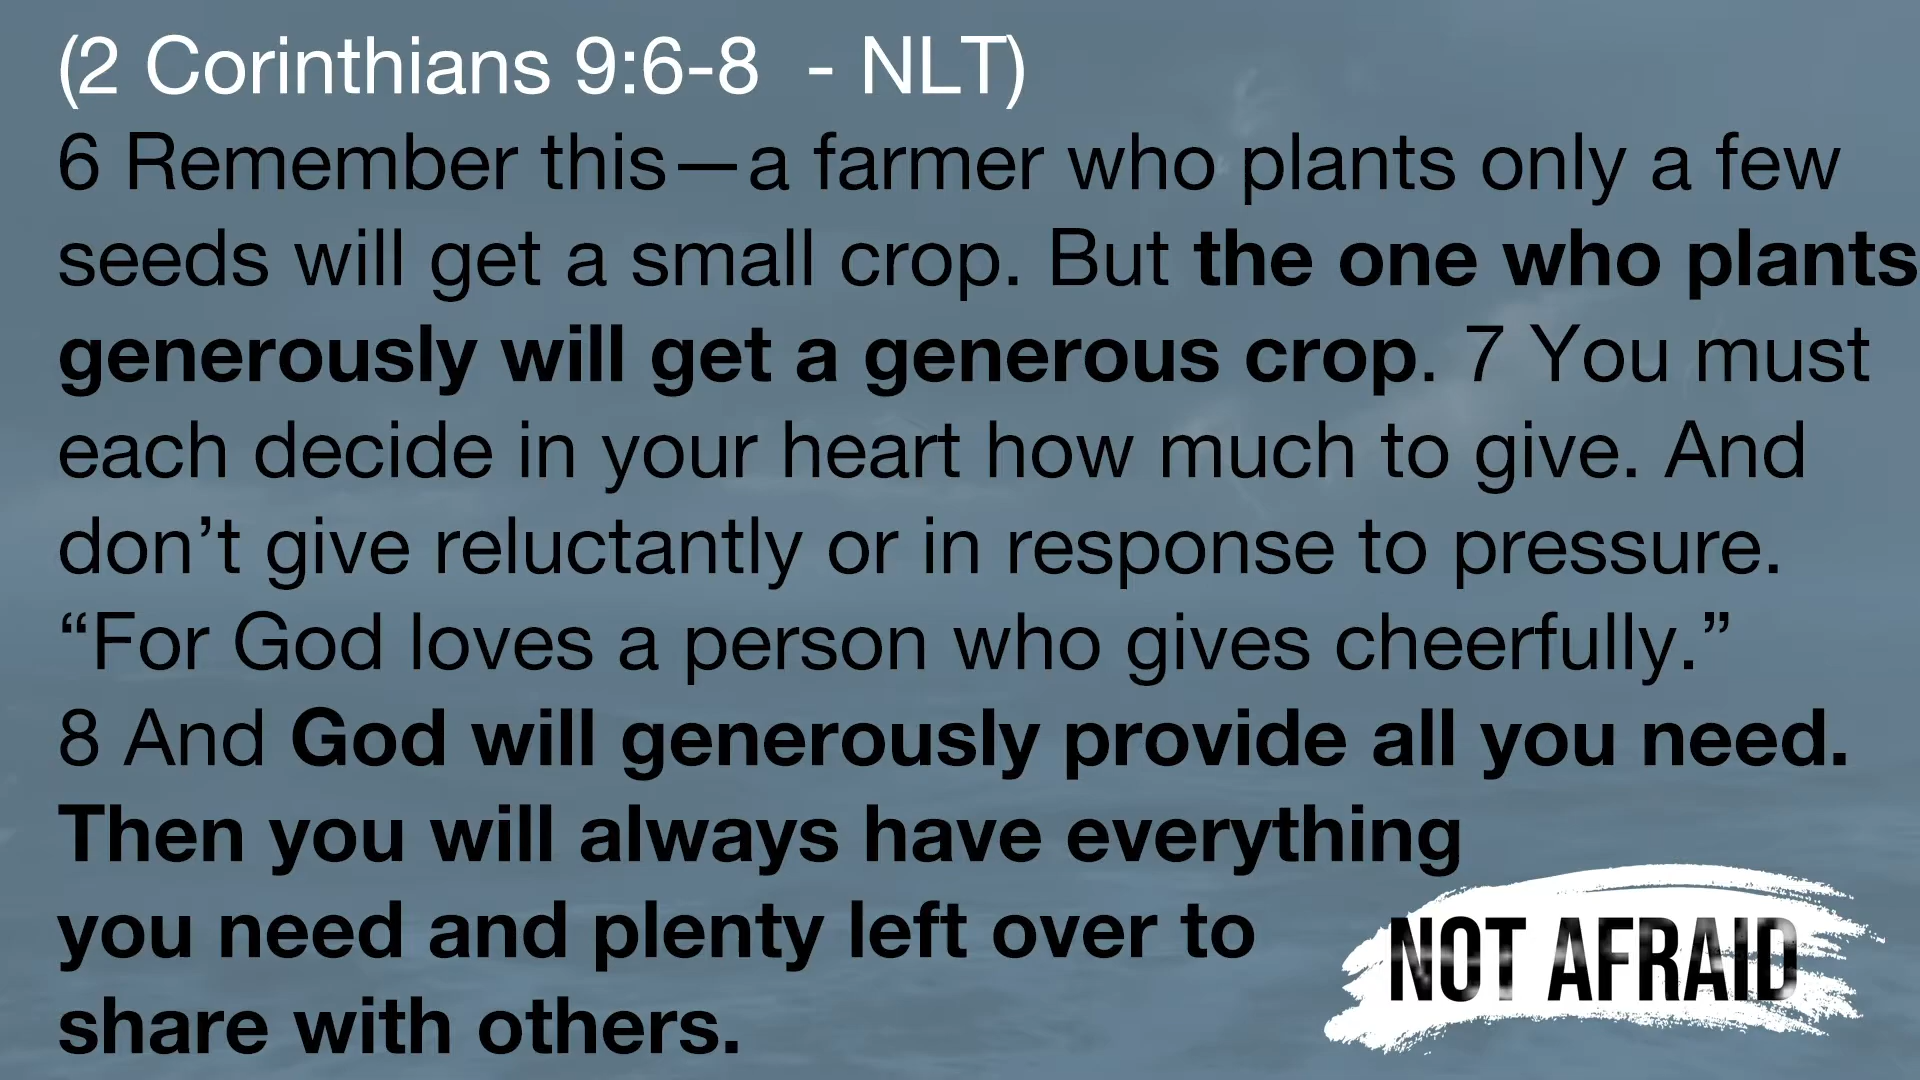 (2 Corinthians 9:6-8  - NLT)
6 Remember this—a farmer who plants only a few
seeds will get a small crop. But the one who plants
generously will get a generous crop. 7 You must
each decide in your heart how much to give. And
don’t give reluctantly or in response to pressure.
“For God loves a person who gives cheerfully.”
8 And God will generously provide all you need.
Then you will always have everything
you need and plenty left over to
share with others.
NOT AFRAID